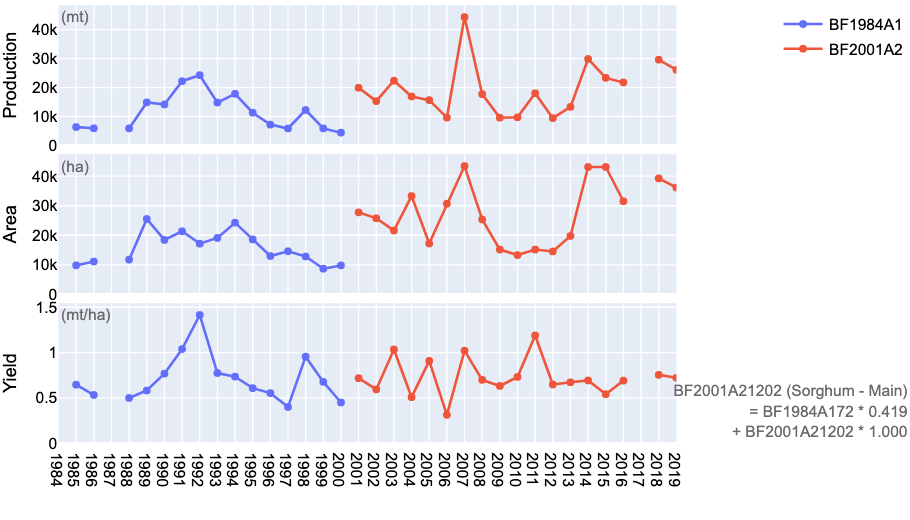 (mt)
Production
40k
30k
20k
10k
0
BF1984A1
BF2001A2
(ha)
Area
40k
30k
20k
10k
0
(mt/ha)
Yield
1.5
1
0.5
0
BF2001A21202 (Sorghum - Main)
= BF1984A172 * 0.419
+ BF2001A21202 * 1.000
1984
1985
1986
1987
1988
1989
1990
1991
1992
1993
1994
1995
1996
1997
1998
1999
2000
2001
2002
2003
2004
2005
2006
2007
2008
2009
2010
2011
2012
2013
2014
2015
2016
2017
2018
2019